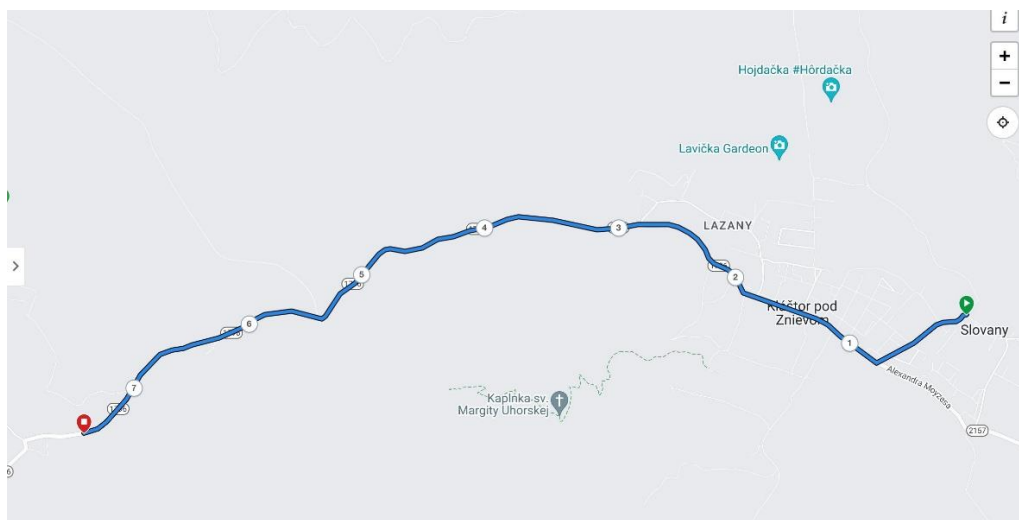 i
+
−
Hojdačka #Hôrdačka
Lavička Gardeon
LAZANY
4
3
5
2
6
Kláštor pod
Znievom
Slovany
1
Alexandra Moyzesa
7
Kaplnka sv.
Margity Uhorskej
2157